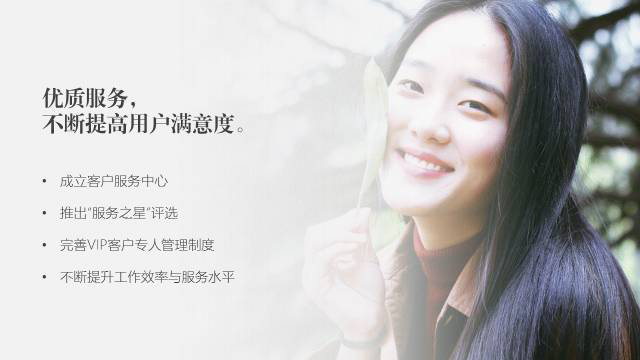 优质服务，
不断提高用户满意度。
• 成立客户服务中心
• 推出“服务之星”评选
• 完善VIP客户专人管理制度
• 不断提升工作效率与服务水平